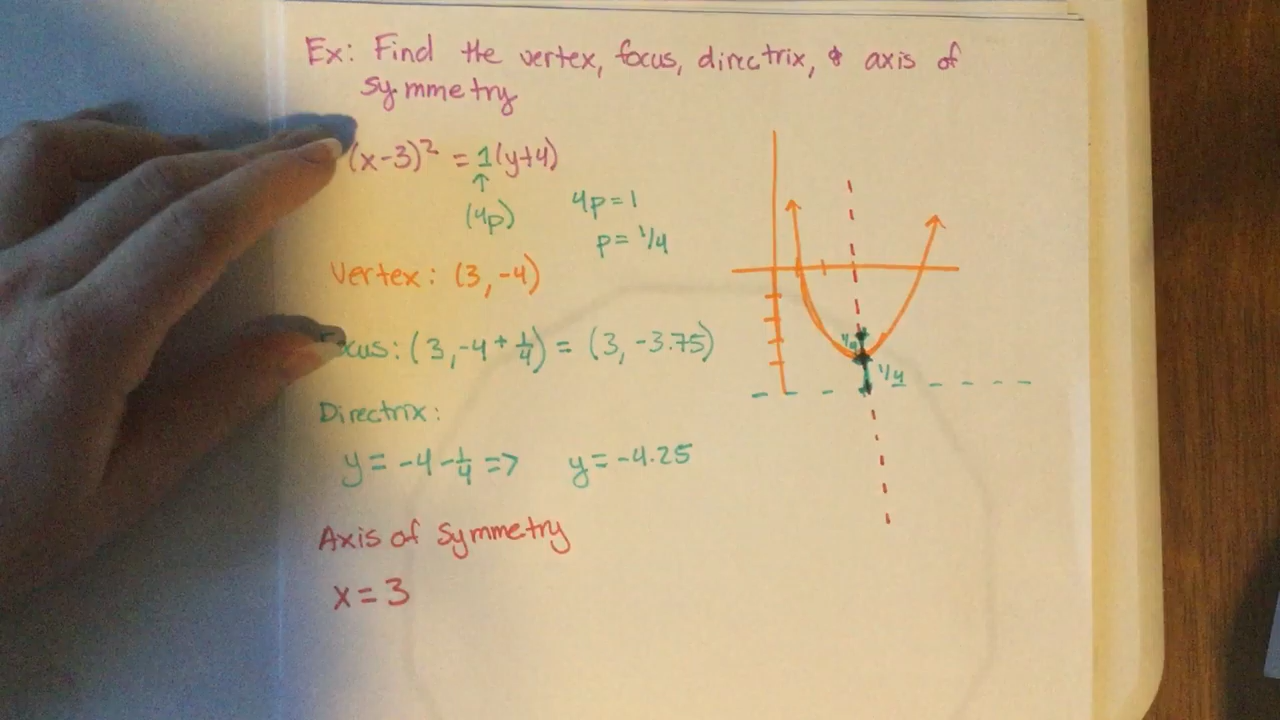 Ex: Find the vertex, focus, directrix, & axis of
symmetry
(x-3)² = 1(y+4)
↑
(4p)
4p=1
p= 1/4
Vertex: (3, -4)
Focus: (3, -4 + 1/4) = (3, -3.75)
Directrix:
y = -4 - 1/4 => y = -4.25
Axis of Symmetry
x = 3
1/4
1/4